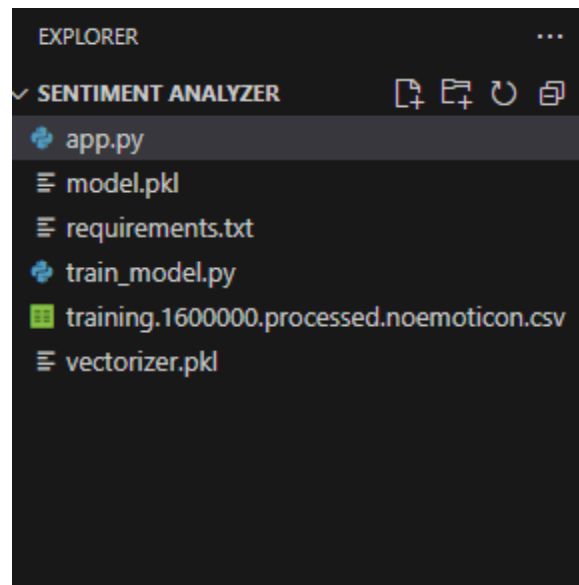 EXPLORER
SENTIMENT ANALYZER
app.py
model.pkl
requirements.txt
train_model.py
training.1600000.processed.noemoticon.csv
vectorizer.pkl